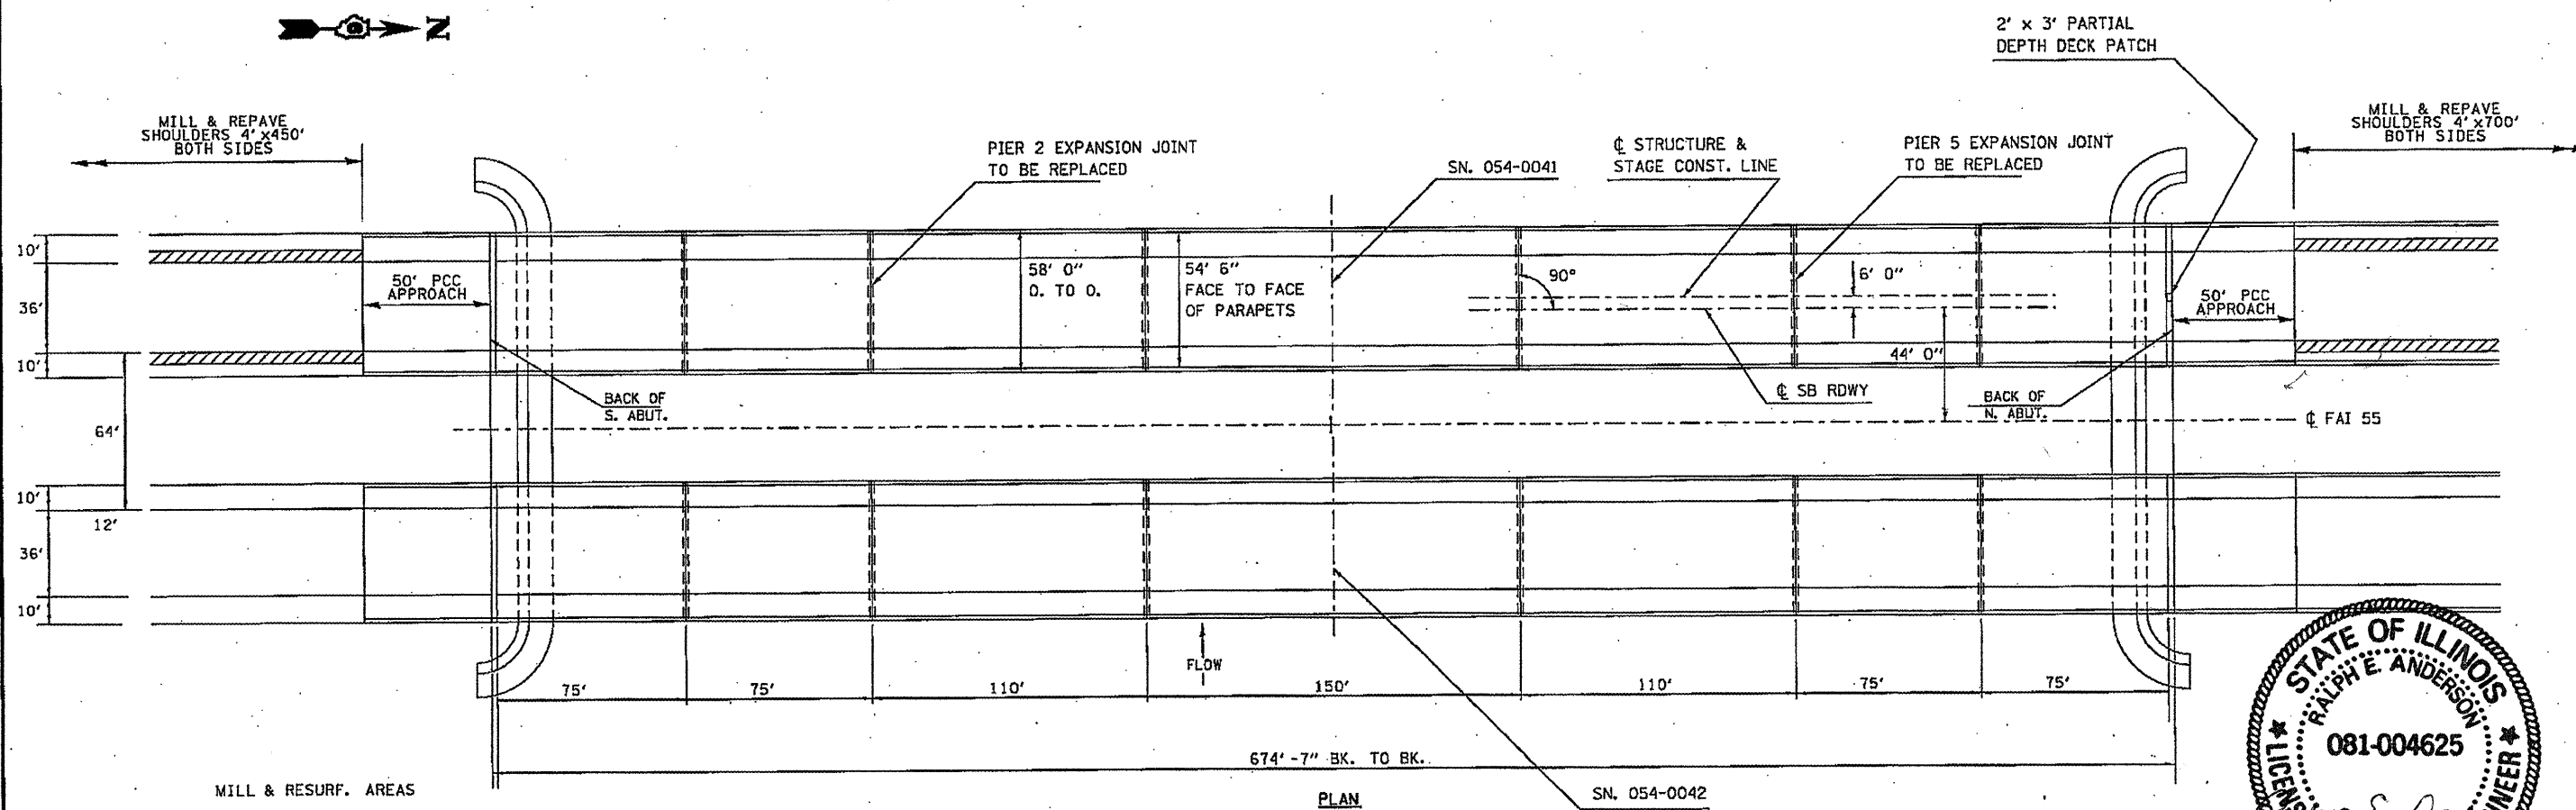 N
2' x 3' PARTIAL
DEPTH DECK PATCH
MILL & REPAVE
SHOULDERS 4' x450'
BOTH SIDES
PIER 2 EXPANSION JOINT
TO BE REPLACED
SN. 054-0041
℄ STRUCTURE &
STAGE CONST. LINE
PIER 5 EXPANSION JOINT
TO BE REPLACED
MILL & REPAVE
SHOULDERS 4' x700'
BOTH SIDES
10'
36'
10'
50' PCC
APPROACH
58' 0"
O. TO O.
54' 6"
FACE TO FACE
OF PARAPETS
90°
6' 0"
50' PCC
APPROACH
44' 0"
BACK OF
S. ABUT.
℄ SB RDWY
BACK OF
N. ABUT.
64'
℄ FAI 55
10'
12'
36'
10'
FLOW
75'
75'
110'
150'
110'
75'
75'
674'-7" BK. TO BK.
MILL & RESURF. AREAS
PLAN
SN. 054-0042
STATE OF ILLINOIS
RALPH E. ANDERSON
081-004625